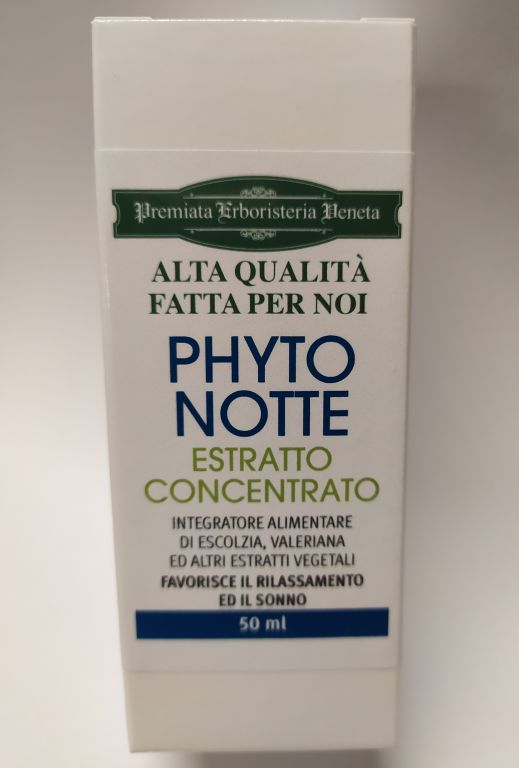 Premiata Erboristeria Veneta
ALTA QUALITÀ
FATTA PER NOI
PHYTO
NOTTE
ESTRATTO
CONCENTRATO
INTEGRATORE ALIMENTARE
DI ESCOLZIA, VALERIANA
ED ALTRI ESTRATTI VEGETALI
FAVORISCE IL RILASSAMENTO
ED IL SONNO
50 ml